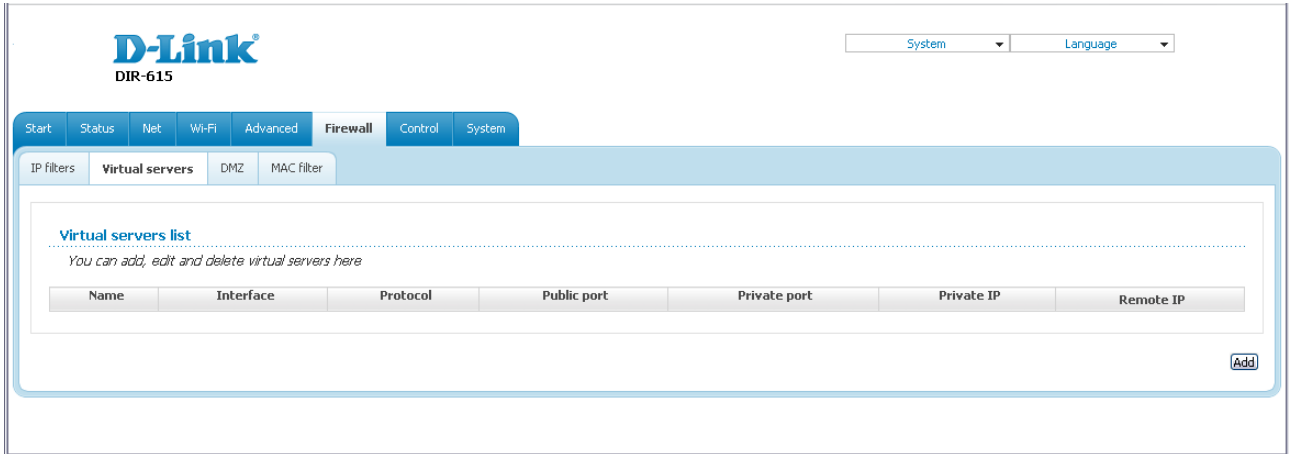 D-Link®
DIR-615
System Language
Start Status Net Wi-Fi Advanced Firewall Control System
IP filters Virtual servers DMZ MAC filter
Virtual servers list
You can add, edit and delete virtual servers here
Name Interface Protocol Public port Private port Private IP Remote IP
Add